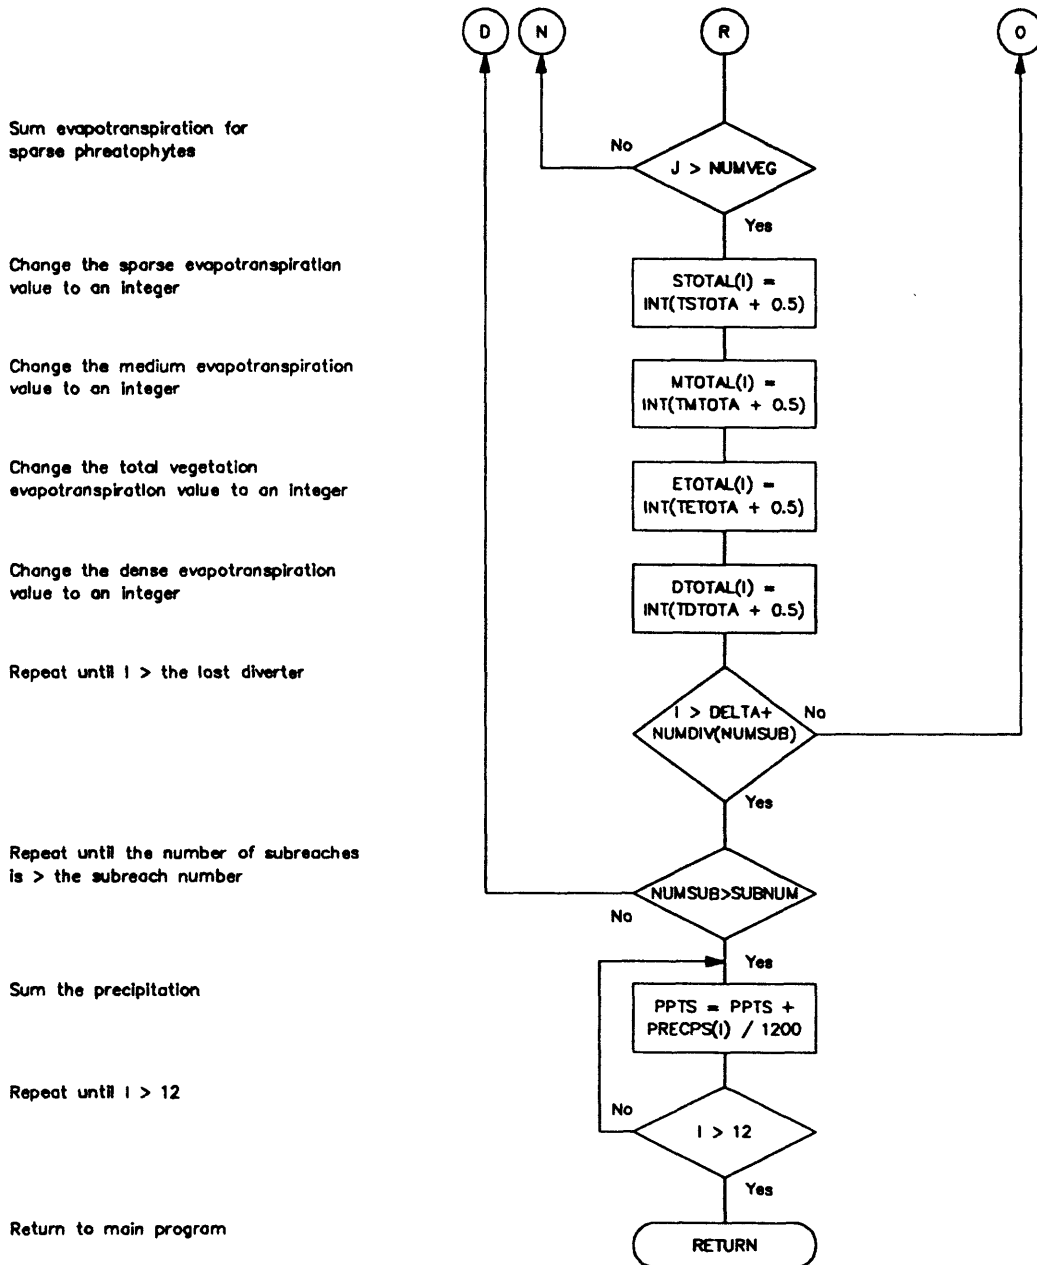 D
N
R
O
Sum evapotranspiration for
sparse phreatophytes
No
J > NUMVEG
Yes
Change the sparse evapotranspiration
value to an integer
STOTAL(I) =
INT(TSTOTA + 0.5)
Change the medium evapotranspiration
value to an integer
MTOTAL(I) =
INT(TMTOTA + 0.5)
Change the total vegetation
evapotranspiration value to an integer
ETOTAL(I) =
INT(TETOTA + 0.5)
Change the dense evapotranspiration
value to an integer
DTOTAL(I) =
INT(TDTOTA + 0.5)
Repeat until I > the last diverter
I > DELTA+
NUMDIV(NUMSUB)
No
Yes
Repeat until the number of subreaches
is > the subreach number
NUMSUB>SUBNUM
No
Yes
Sum the precipitation
PPTS = PPTS +
PRECPS(I) / 1200
Repeat until I > 12
No
I > 12
Yes
Return to main program
RETURN